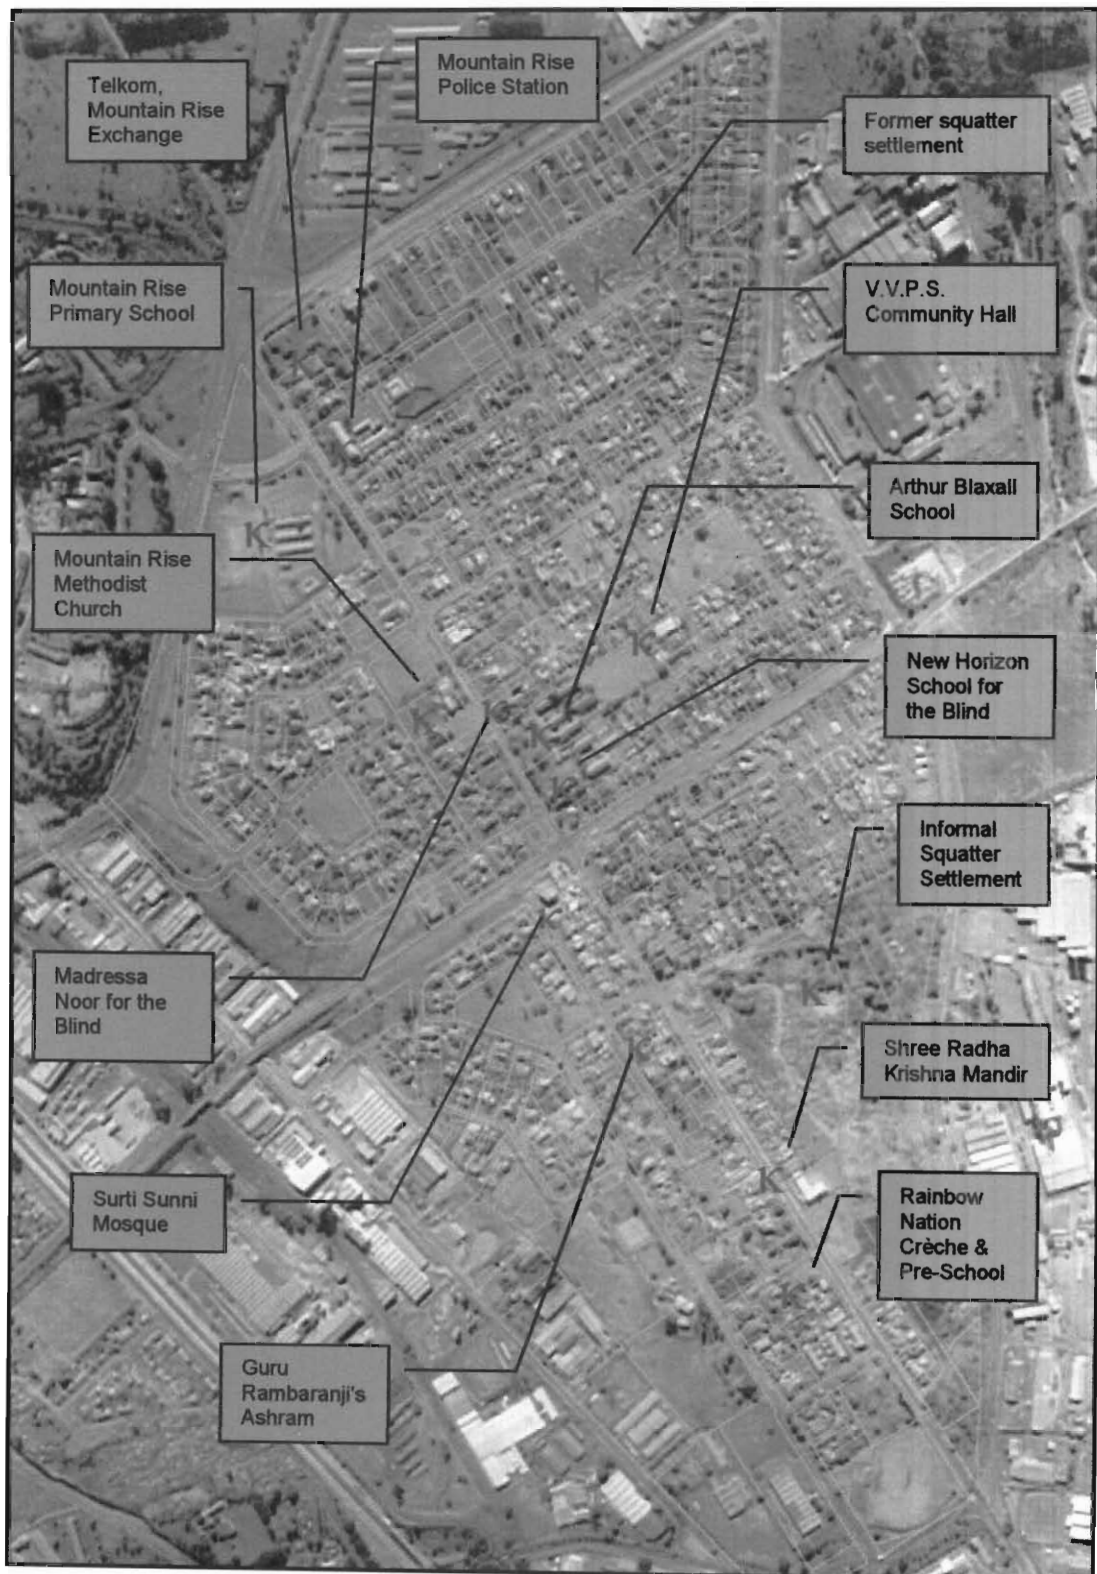 Telkom,
Mountain Rise
Exchange
Mountain Rise
Police Station
Former squatter
settlement
Mountain Rise
Primary School
V.V.P.S.
Community Hall
Arthur Blaxall
School
Mountain Rise
Methodist
Church
New Horizon
School for
the Blind
Informal
Squatter
Settlement
Madressa
Noor for the
Blind
Shree Radha
Krishna Mandir
Surti Sunni
Mosque
Rainbow
Nation
Crèche &
Pre-School
Guru
Rambaranji's
Ashram
K
K
K
K
K
K
K
K
K